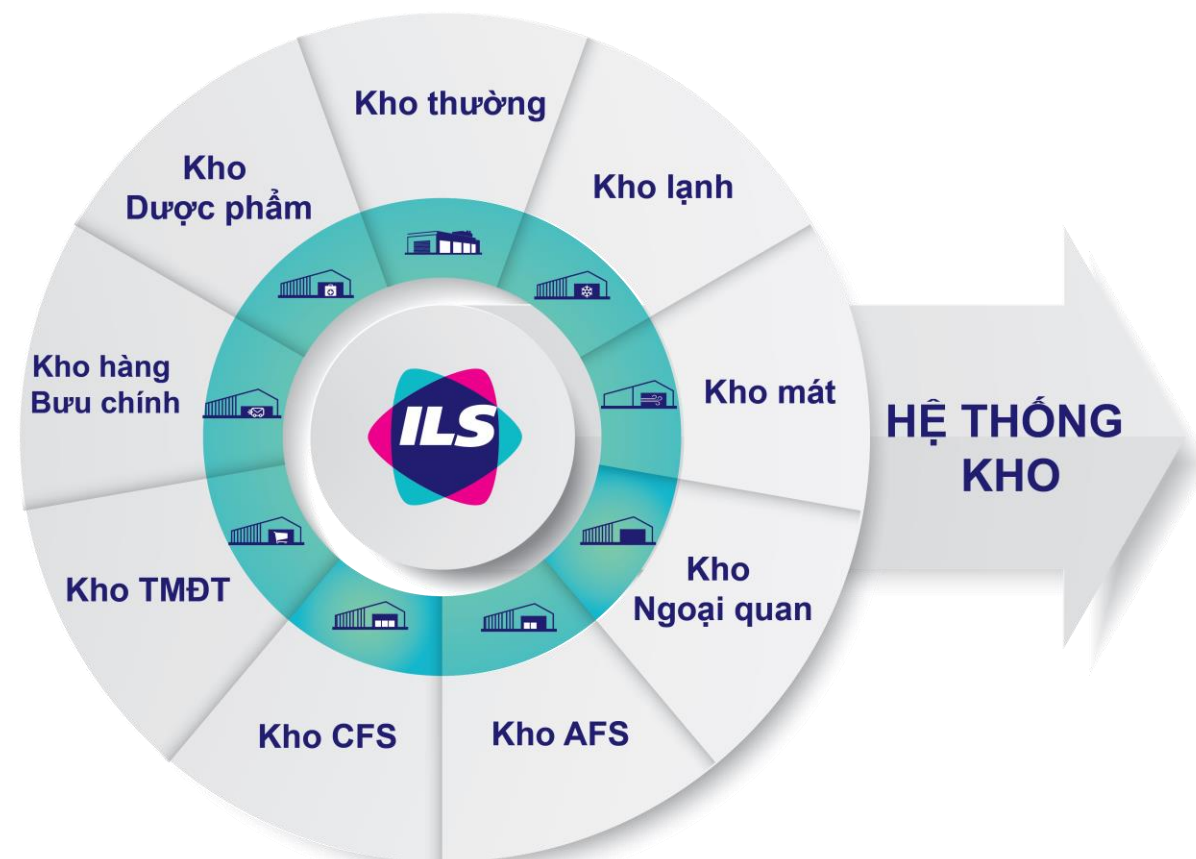 Kho thường
Kho lạnh
Kho mát
Kho
Ngoại quan
Kho AFS
Kho CFS
Kho TMĐT
Kho hàng
Bưu chính
Kho
Dược phẩm
ILS
HỆ THỐNG
KHO